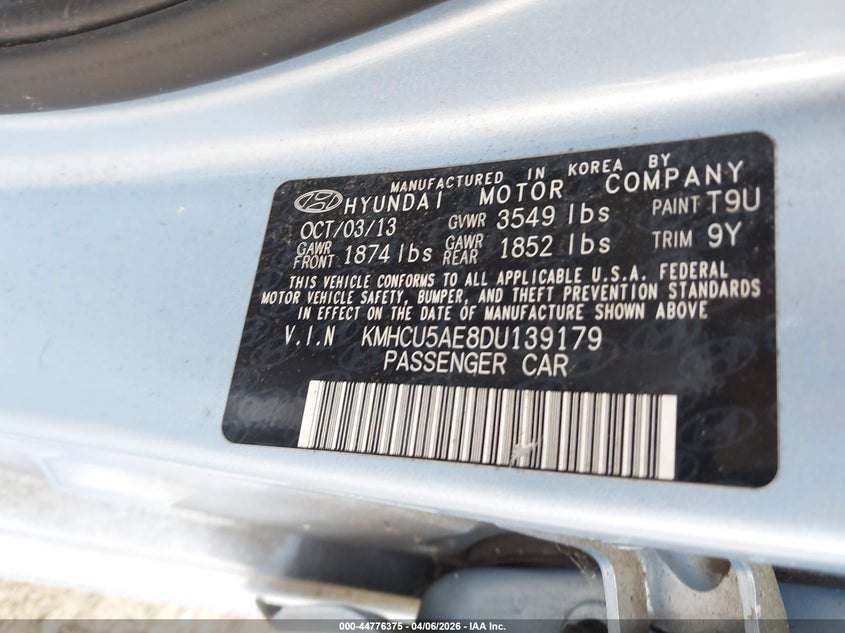 MANUFACTURED IN KOREA BY
HYUNDAI MOTOR COMPANY
OCT/03/13 GVWR 3549 lbs PAINT T9U
GAWR FRONT 1874 lbs GAWR REAR 1852 lbs TRIM 9Y
THIS VEHICLE CONFORMS TO ALL APPLICABLE U.S.A. FEDERAL
MOTOR VEHICLE SAFETY, BUMPER, AND THEFT PREVENTION STANDARDS
IN EFFECT ON THE DATE OF MANUFACTURE SHOWN ABOVE
V.I.N KMHCU5AE8DU139179
PASSENGER CAR
000-44776375 - 04/06/2026 - IAA Inc.